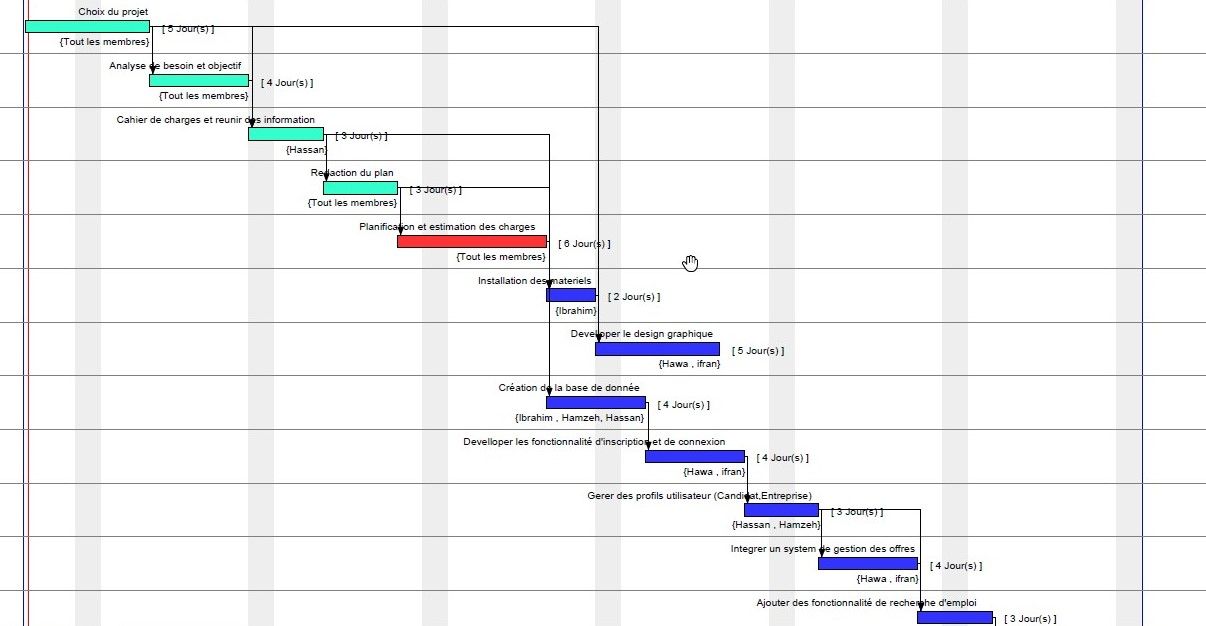 Choix du projet
[ 5 Jour(s) ]
{Tout les membres}
Analyse de besoin et objectif
[ 4 Jour(s) ]
{Tout les membres}
Cahier de charges et reunir des information
[ 3 Jour(s) ]
{Hassan}
Redaction du plan
[ 3 Jour(s) ]
{Tout les membres}
Planification et estimation des charges
[ 6 Jour(s) ]
{Tout les membres}
Installation des materiels
[ 2 Jour(s) ]
{Ibrahim}
Develpper le design graphique
[ 5 Jour(s) ]
{Hawa , ifran}
Création de la base de donnée
[ 4 Jour(s) ]
{Ibrahim , Hamzeh, Hassan}
Develloper les fonctionnalité d'inscription et de connexion
[ 4 Jour(s) ]
{Hawa , ifran}
Gerer des profils utilisateur (Candidat,Entreprise)
[ 3 Jour(s) ]
{Hassan , Hamzeh}
Integrer un system de gestion des offres
[ 4 Jour(s) ]
{Hawa , ifran}
Ajouter des fonctionnalité de recherche d'emploi
[ 3 Jour(s) ]